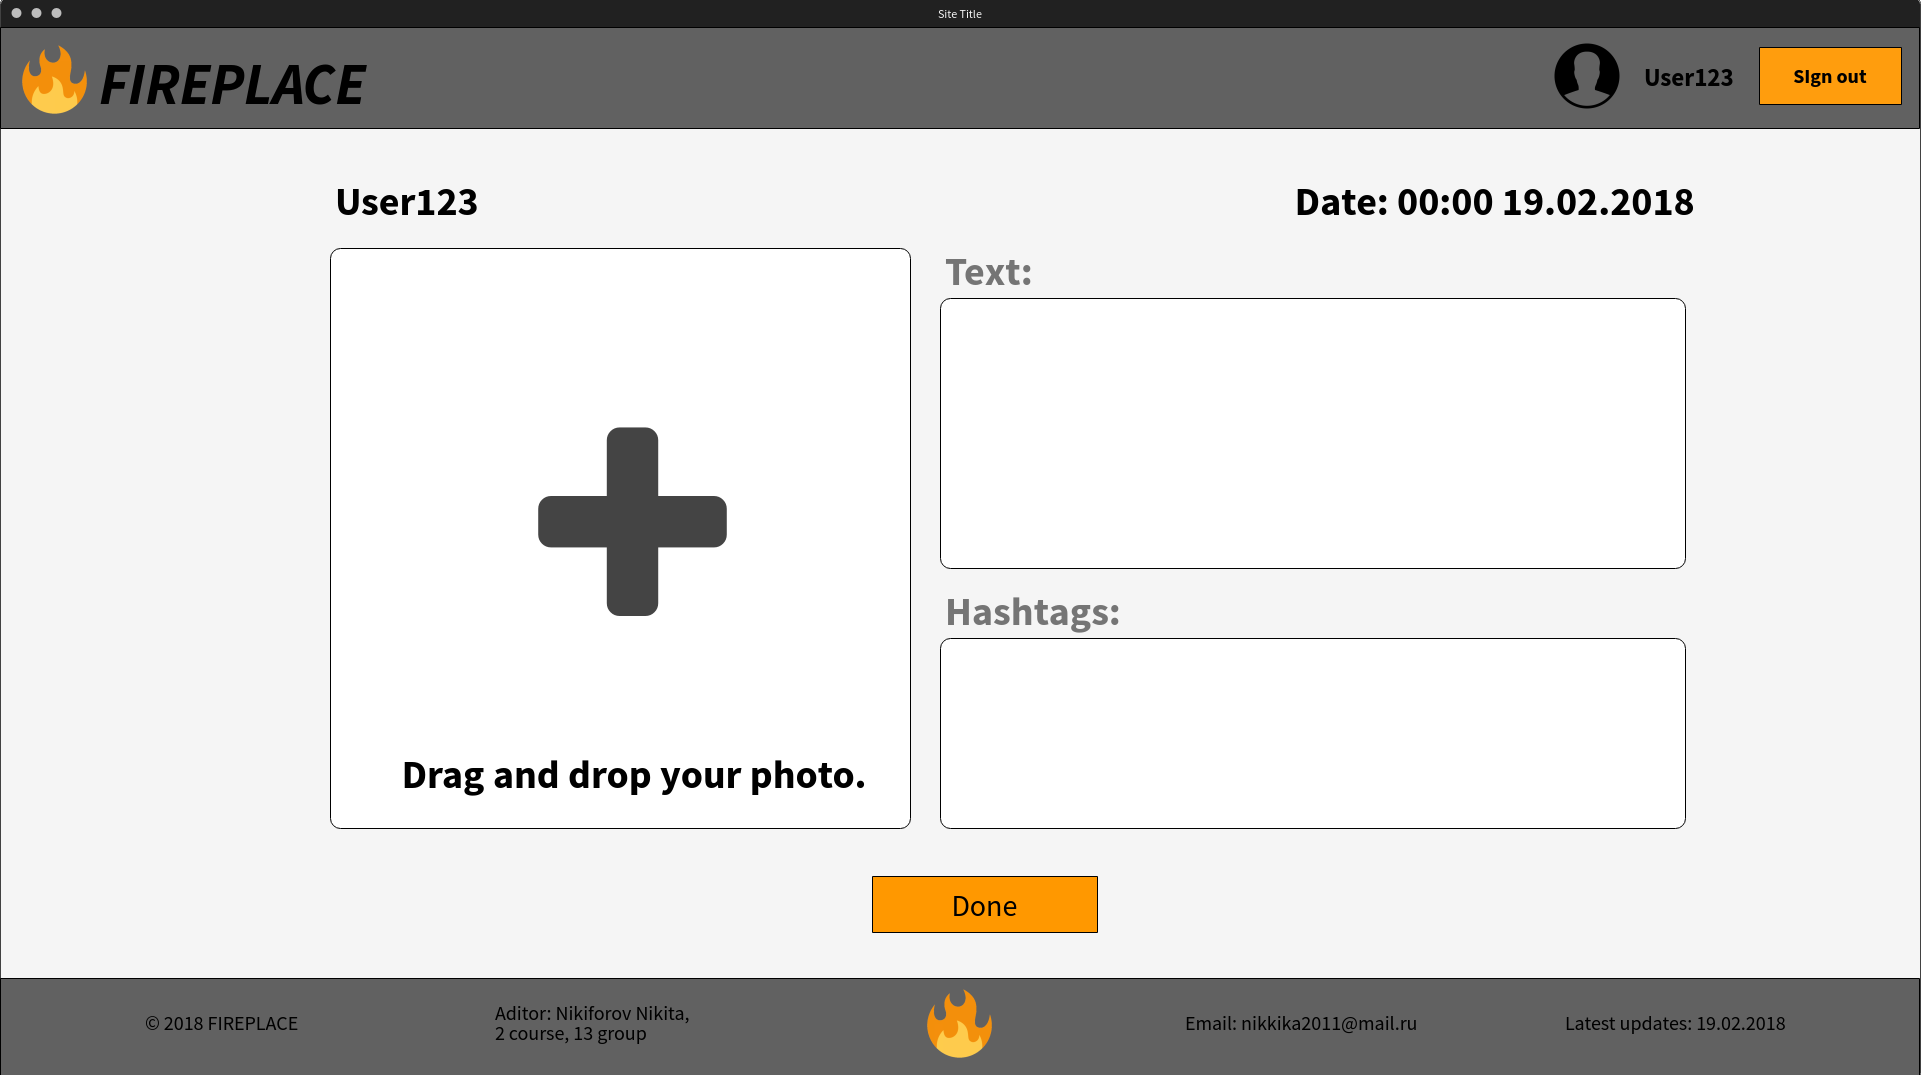 Site Title
FIREPLACE
User123
SIgn out
User123
Date: 00:00 19.02.2018
Text:
Hashtags:
Drag and drop your photo.
Done
© 2018 FIREPLACE
Aditor: Nikiforov Nikita,
2 course, 13 group
Email: nikkika2011@mail.ru
Latest updates: 19.02.2018